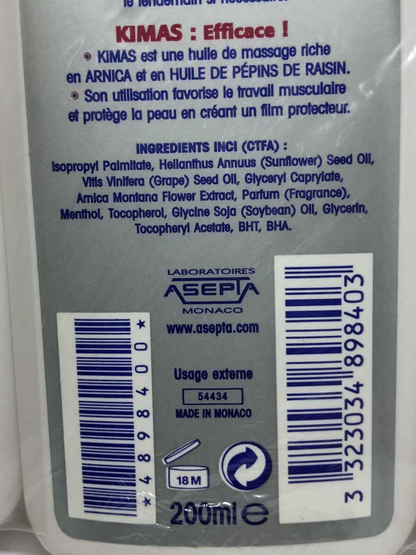 le lendemain si nécessaire.
KIMAS : Efficace !
• KIMAS est une huile de massage riche
en ARNICA et en HUILE DE PÉPINS DE RAISIN.
• Son utilisation favorise le travail musculaire
et protège la peau en créant un film protecteur.
INGREDIENTS INCI (CTFA) :
Isopropyl Palmitate, Helianthus Annuus (Sunflower) Seed Oil,
Vitis Vinifera (Grape) Seed Oil, Glyceryl Caprylate,
Arnica Montana Flower Extract, Parfum (Fragrance),
Menthol, Tocopherol, Glycine Soja (Soybean) Oil, Glycerin,
Tocopheryl Acetate, BHT, BHA.
LABORATOIRES
ASEPTA
MONACO
www.asepta.com
Usage externe
54434
MADE IN MONACO
18 M
200ml e
*489840 0*
3 323034 898403